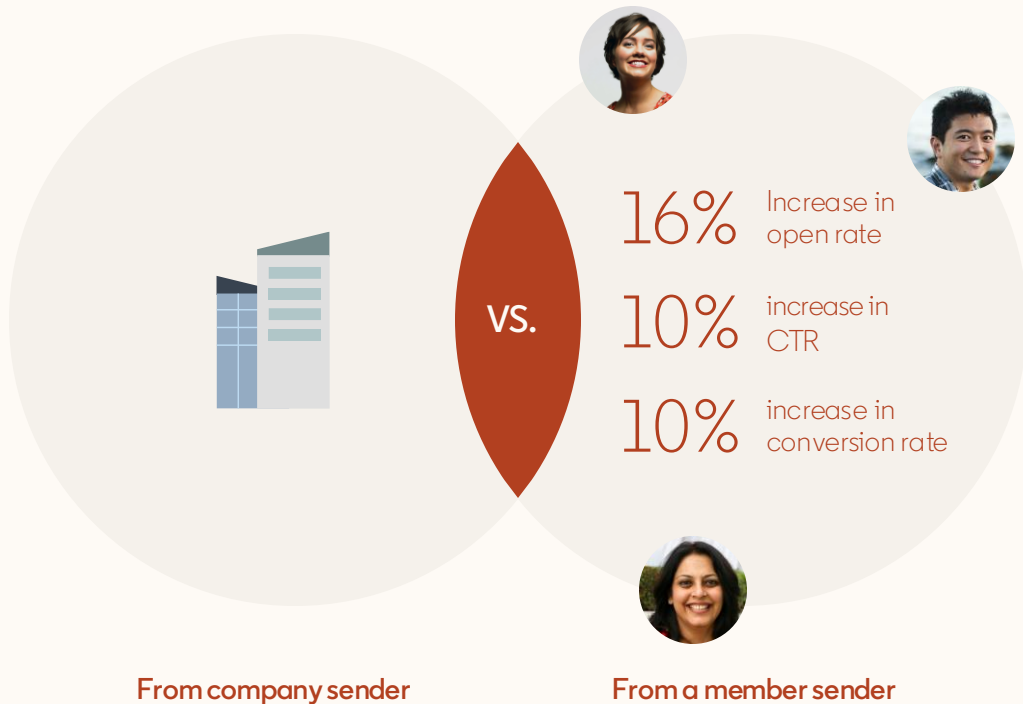 16%
Increase in
open rate
VS.
10%
increase in
CTR
10%
increase in
conversion rate
From company sender
From a member sender